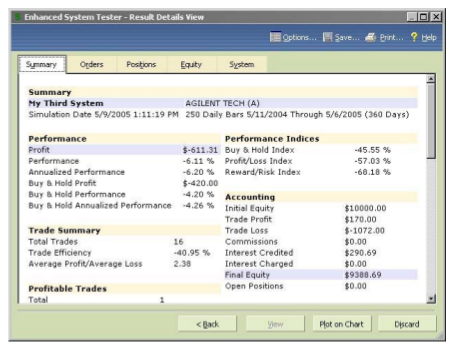 Enhanced System Tester - Result Details View
Options... Save... Print... ? Help
Summary Orders Positions Equity System
Summary
My Third System AGILENT TECH (A)
Simulation Date 5/9/2005 1:11:19 PM 250 Daily Bars 5/11/2004 Through 5/6/2005 (360 Days)
Performance
Profit $-611.31
Performance -6.11 %
Annualized Performance -6.20 %
Buy & Hold Profit $-420.00
Buy & Hold Performance -4.20 %
Buy & Hold Annualized Performance -4.26 %
Trade Summary
Total Trades 16
Trade Efficiency -40.95 %
Average Profit/Average Loss 2.38
Profitable Trades
Total 1
Performance Indices
Buy & Hold Index -45.55 %
Profit/Loss Index -57.03 %
Reward/Risk Index -68.18 %
Accounting
Initial Equity $10000.00
Trade Profit $170.00
Trade Loss $-1072.00
Commissions $0.00
Interest Credited $290.69
Interest Charged $0.00
Final Equity $9388.69
Open Positions $0.00
< Back View Plot on Chart Discard